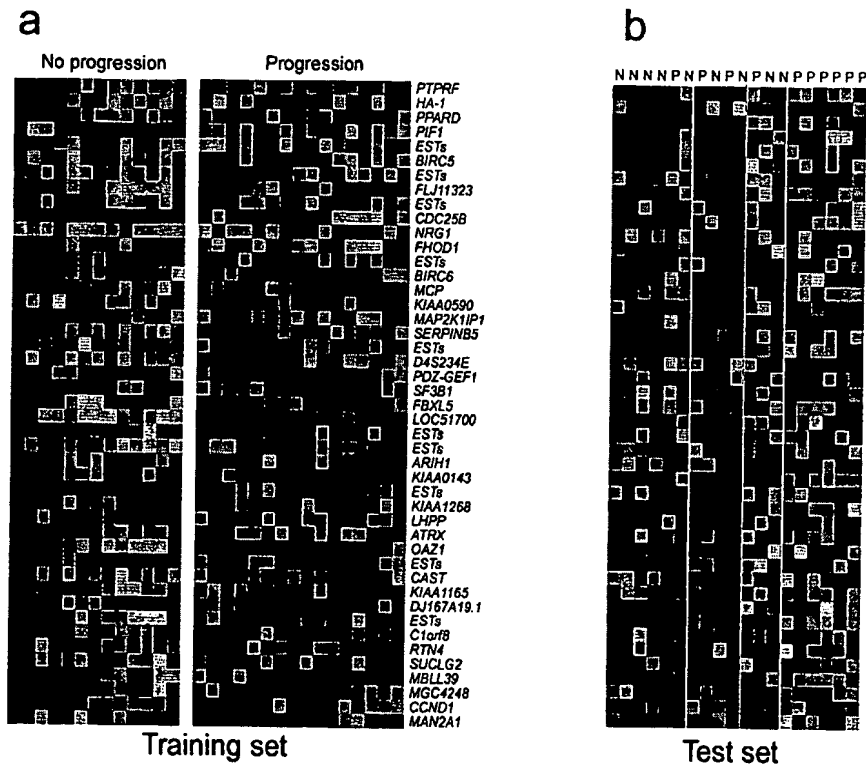 a
No progression
Progression
PTPRF
HA-1
PPARD
PIF1
ESTs
BIRC5
ESTs
FLJ11323
ESTs
CDC25B
NRG1
FHOD1
ESTs
BIRC6
MCP
KIAA0590
MAP2K1IP1
SERPINB5
ESTs
D4S234E
PDZ-GEF1
SF3B1
FBXL5
LOC51700
ESTs
ESTs
ARIH1
KIAA0143
ESTs
KIAA1268
LHPP
ATRX
OAZ1
ESTs
CAST
KIAA1165
DJ167A19.1
ESTs
C1orf8
RTN4
SUCLG2
MBLL39
MGC4248
CCND1
MAN2A1
Training set
b
N N N N P N P N P N P N N P P P P P P
Test set